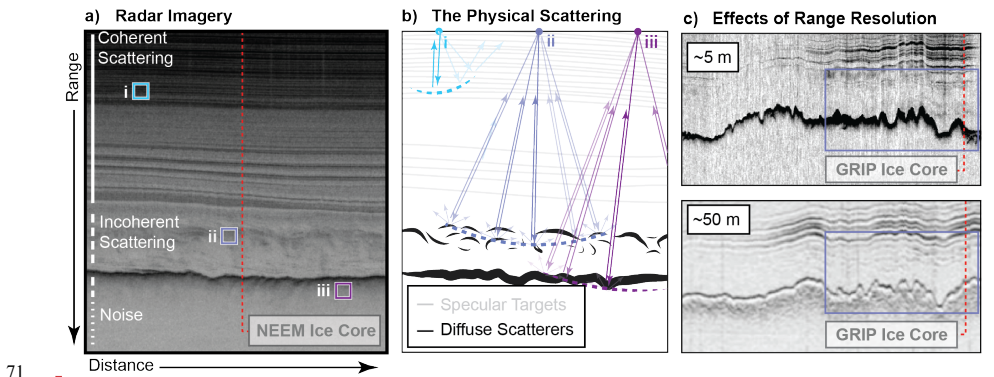 a) Radar Imagery
Range
Coherent
Scattering
i
Incoherent
Scattering
ii
iii
Noise
NEEM Ice Core
Distance
b) The Physical Scattering
i
ii
iii
Specular Targets
Diffuse Scatterers
c) Effects of Range Resolution
~5 m
GRIP Ice Core
~50 m
GRIP Ice Core
71